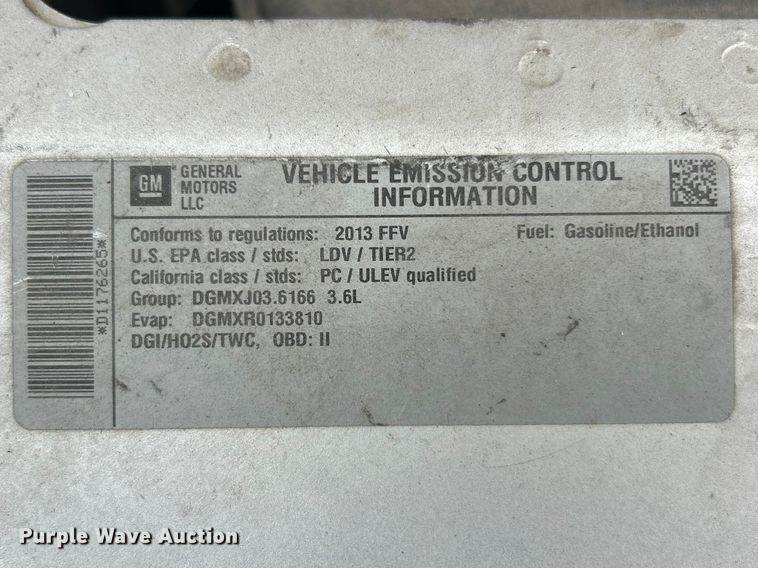 GM
GENERAL
MOTORS
LLC
VEHICLE EMISSION CONTROL
INFORMATION
Conforms to regulations: 2013 FFV
Fuel: Gasoline/Ethanol
U.S. EPA class / stds: LDV / TIER2
California class / stds: PC / ULEV qualified
Group: DGMXJ03.6166 3.6L
Evap: DGMXR0133810
DGI/HO2S/TWC, OBD: II
*D1176265*
Purple Wave Auction